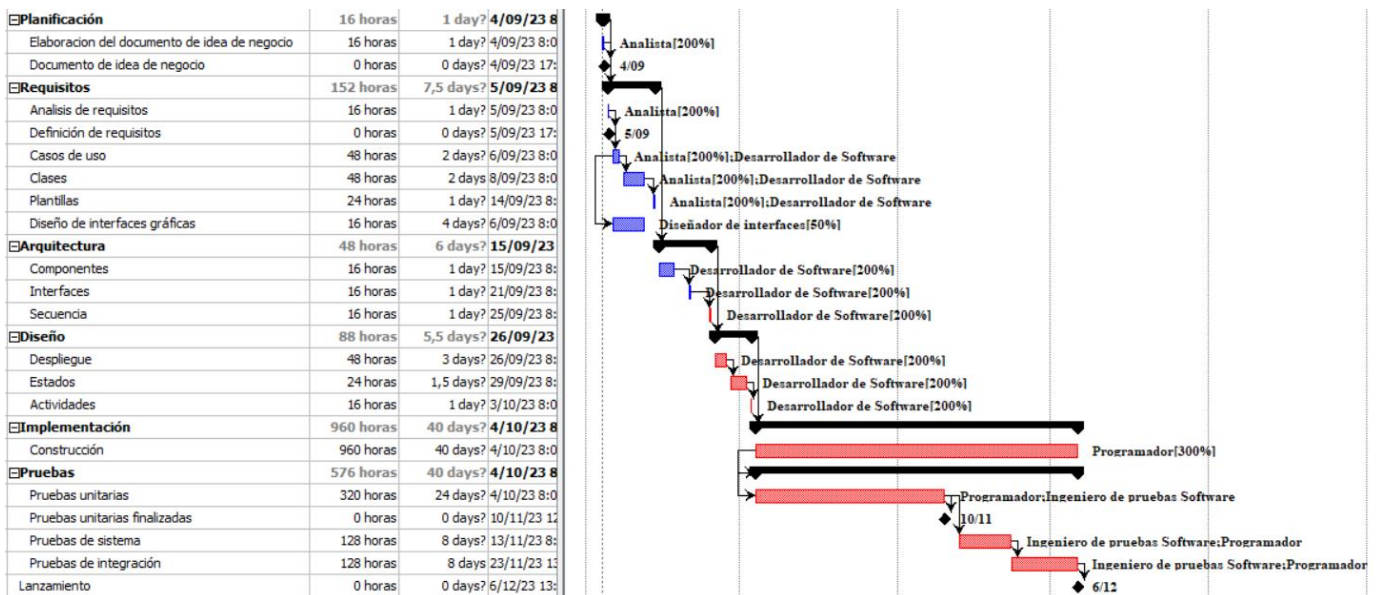 ⊟Planificación 16 horas 1 day? 4/09/23 8 
Elaboracion del documento de idea de negocio 16 horas 1 day? 4/09/23 8:0 Analista[200%]
Documento de idea de negocio 0 horas 0 days? 4/09/23 17: 4/09
⊟Requisitos 152 horas 7,5 days? 5/09/23 8
Analisis de requisitos 16 horas 1 day? 5/09/23 8:0 Analista[200%]
Definición de requisitos 0 horas 0 days? 5/09/23 17: 5/09
Casos de uso 48 horas 2 days? 6/09/23 8:0 Analista[200%];Desarrollador de Software
Clases 48 horas 2 days 8/09/23 8:0 Analista[200%];Desarrollador de Software
Plantillas 24 horas 1 day? 14/09/23 8: Analista[200%];Desarrollador de Software
Diseño de interfaces gráficas 16 horas 4 days? 6/09/23 8:0 Diseñador de interfaces[50%]
⊟Arquitectura 48 horas 6 days? 15/09/23
Componentes 16 horas 1 day? 15/09/23 8: Desarrollador de Software[200%]
Interfaces 16 horas 1 day? 21/09/23 8: Desarrollador de Software[200%]
Secuencia 16 horas 1 day? 25/09/23 8: Desarrollador de Software[200%]
⊟Diseño 88 horas 5,5 days? 26/09/23
Despliegue 48 horas 3 days? 26/09/23 8: Desarrollador de Software[200%]
Estados 24 horas 1,5 days? 29/09/23 8: Desarrollador de Software[200%]
Actividades 16 horas 1 day? 3/10/23 8:0 Desarrollador de Software[200%]
⊟Implementación 960 horas 40 days? 4/10/23 8
Construcción 960 horas 40 days? 4/10/23 8:0 Programador[300%]
⊟Pruebas 576 horas 40 days? 4/10/23 8
Pruebas unitarias 320 horas 24 days? 4/10/23 8:0 Programador;Ingeniero de pruebas Software
Pruebas unitarias finalizadas 0 horas 0 days? 10/11/23 12 10/11
Pruebas de sistema 128 horas 8 days? 13/11/23 8: Ingeniero de pruebas Software;Programador
Pruebas de integración 128 horas 8 days 23/11/23 13 Ingeniero de pruebas Software;Programador
Lanzamiento 0 horas 0 days? 6/12/23 13: 6/12